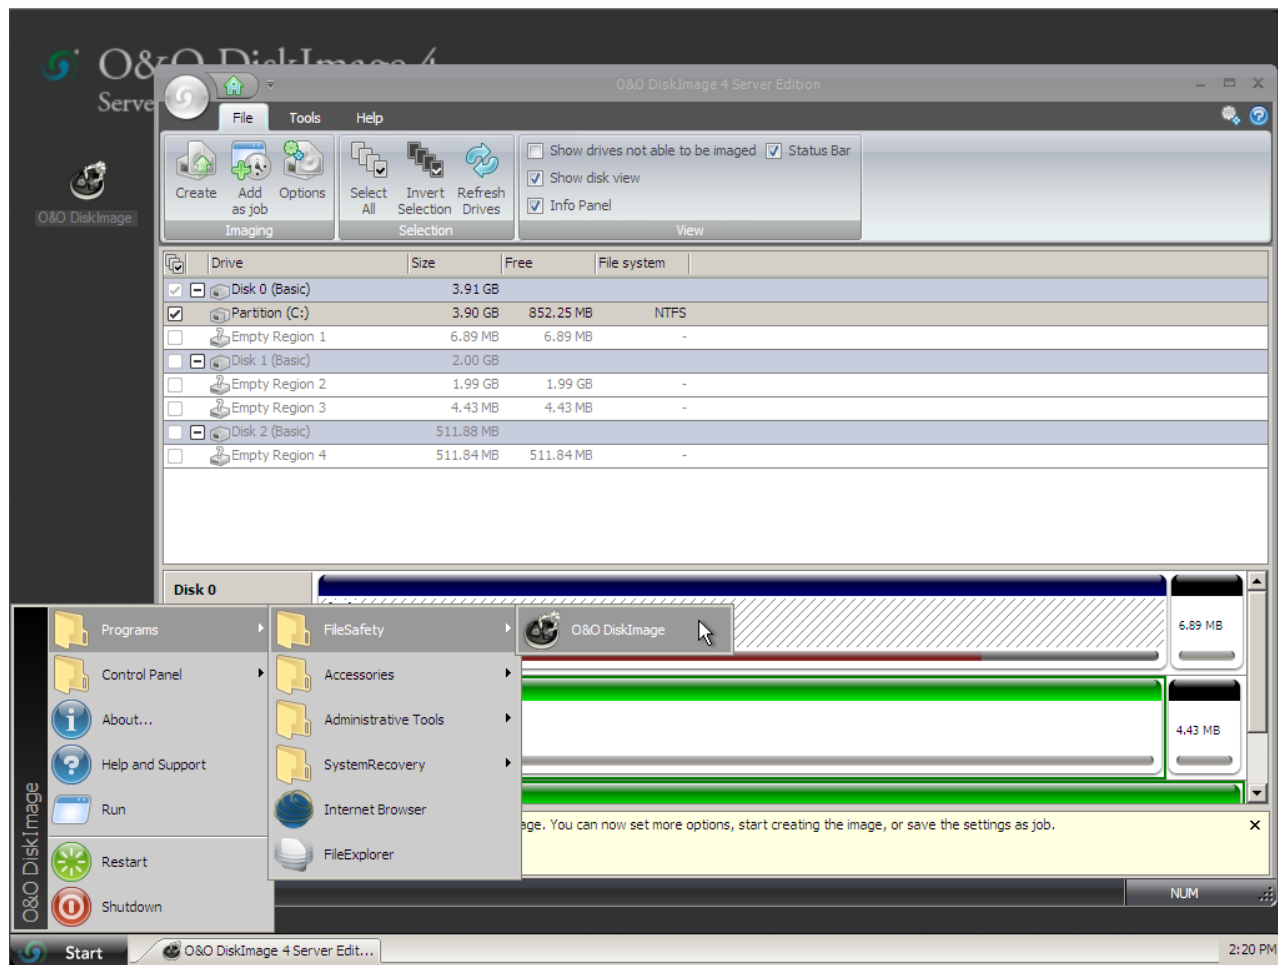 O&O DiskImage 4
Serve
O&O DiskImage
O&O DiskImage 4 Server Edition
File Tools Help
Create
Add as job
Options
Imaging
Select All
Invert Selection
Refresh Drives
Selection
Show drives not able to be imaged
Status Bar
Show disk view
Info Panel
View
Drive Size Free File system
Disk 0 (Basic) 3.91 GB
Partition (C:) 3.90 GB 852.25 MB NTFS
Empty Region 1 6.89 MB 6.89 MB -
Disk 1 (Basic) 2.00 GB
Empty Region 2 1.99 GB 1.99 GB -
Empty Region 3 4.43 MB 4.43 MB -
Disk 2 (Basic) 511.88 MB
Empty Region 4 511.84 MB 511.84 MB -
Disk 0
6.89 MB
4.43 MB
age. You can now set more options, start creating the image, or save the settings as job.
NUM
O&O DiskImage
Programs
Control Panel
About...
Help and Support
Run
Restart
Shutdown
FileSafety
Accessories
Administrative Tools
SystemRecovery
Internet Browser
FileExplorer
O&O DiskImage
Start
O&O DiskImage 4 Server Edit...
2:20 PM